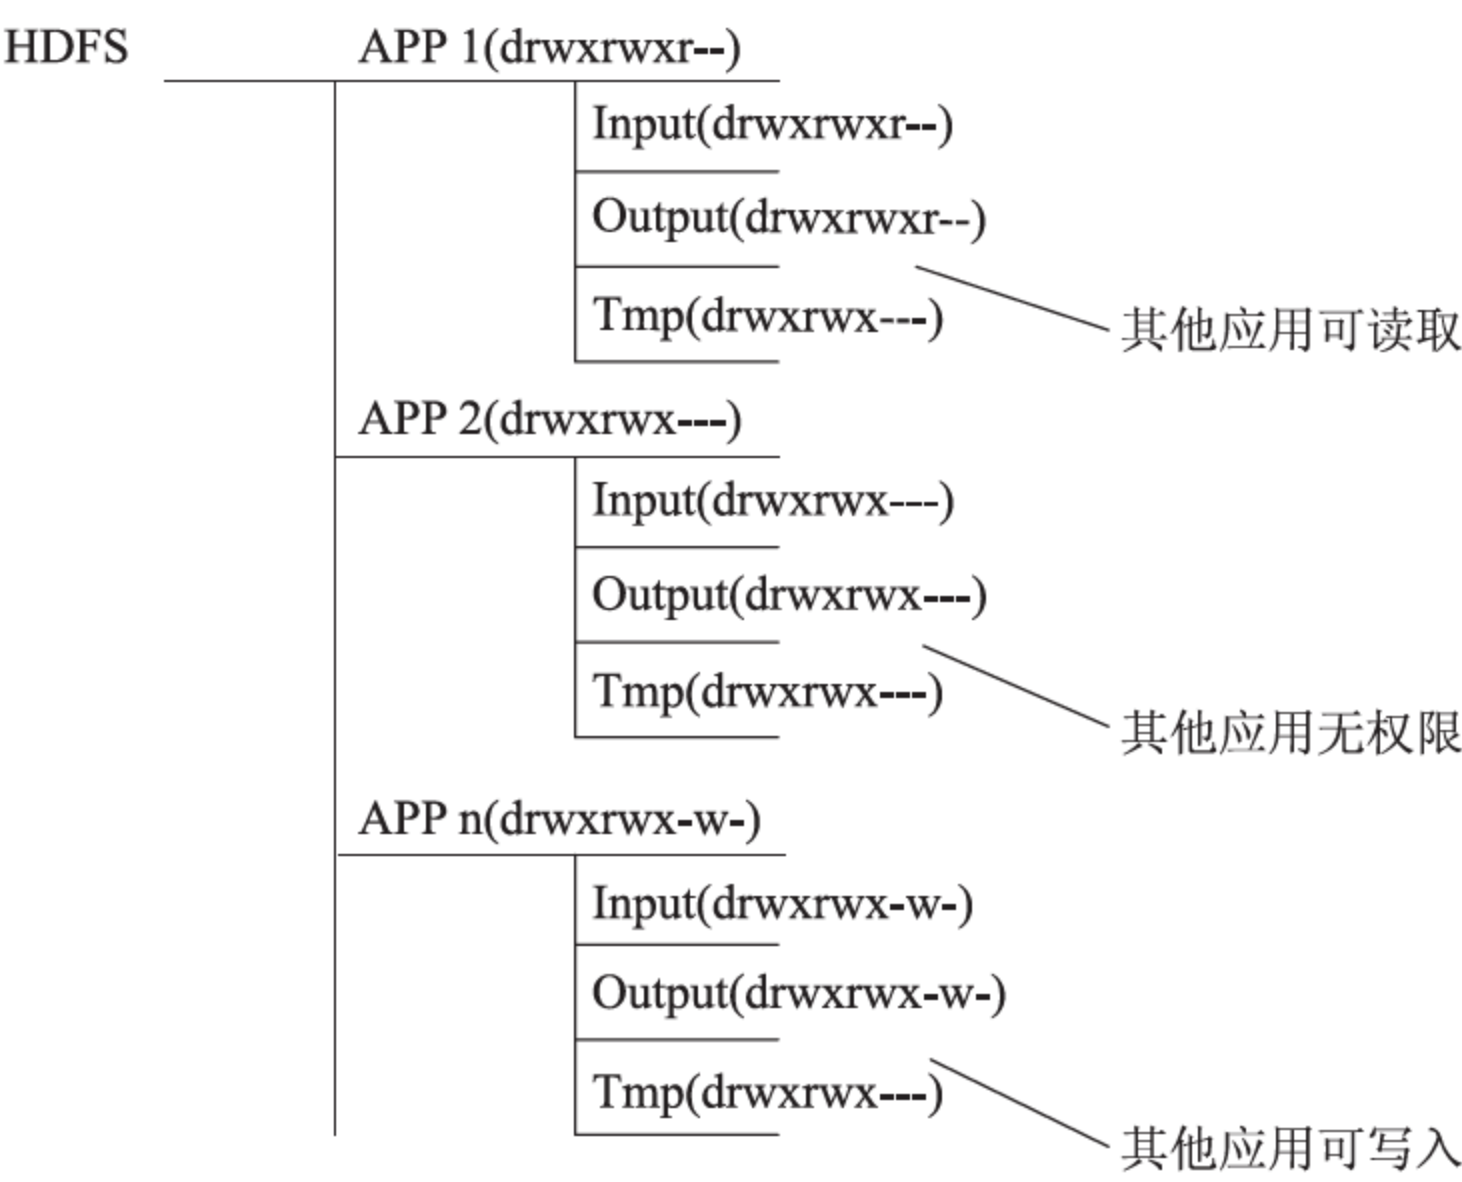 HDFS APP 1(drwxrwxr--)
Input(drwxrwxr--)
Output(drwxrwxr--)
Tmp(drwxrwx---)
其他应用可读取
APP 2(drwxrwx---)
Input(drwxrwx---)
Output(drwxrwx---)
Tmp(drwxrwx---)
其他应用无权限
APP n(drwxrwx-w-)
Input(drwxrwx-w-)
Output(drwxrwx-w-)
Tmp(drwxrwx---)
其他应用可写入